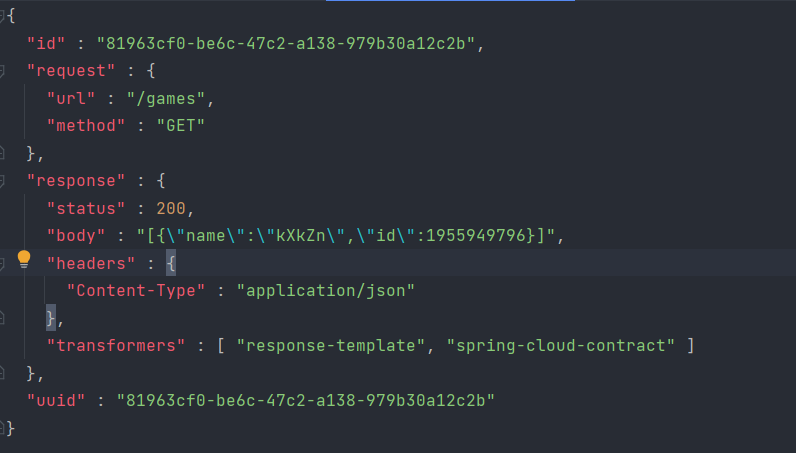 {
  "id" : "81963cf0-be6c-47c2-a138-979b30a12c2b",
  "request" : {
    "url" : "/games",
    "method" : "GET"
  },
  "response" : {
    "status" : 200,
    "body" : "[{\"name\":\"kXkZn\",\"id\":1955949796}]",
    "headers" : {
      "Content-Type" : "application/json"
    },
    "transformers" : [ "response-template", "spring-cloud-contract" ]
  },
  "uuid" : "81963cf0-be6c-47c2-a138-979b30a12c2b"
}